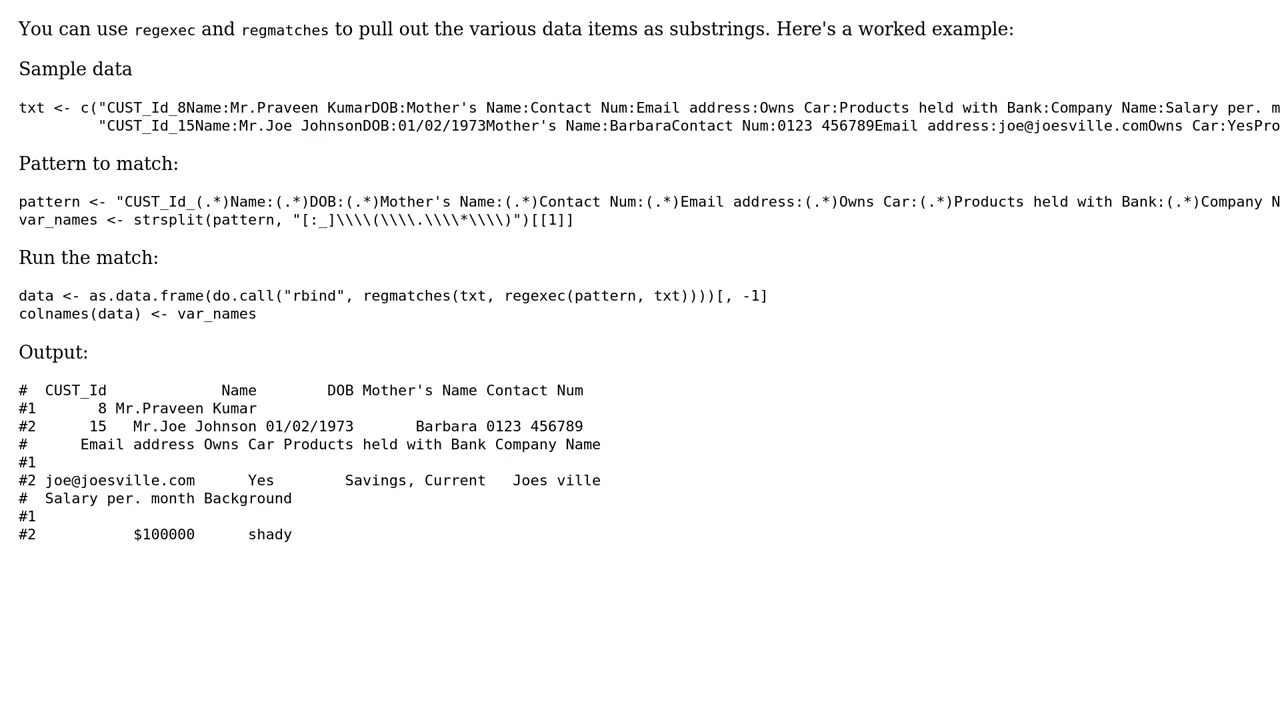 You can use regexec and regmatches to pull out the various data items as substrings. Here's a worked example:
Sample data
txt <- c("CUST_Id_8Name:Mr.Praveen KumarDOB:Mother's Name:Contact Num:Email address:Owns Car:Products held with Bank:Company Name:Salary per. m
"CUST_Id_15Name:Mr.Joe JohnsonDOB:01/02/1973Mother's Name:BarbaraContact Num:0123 456789Email address:joe@joesville.comOwns Car:YesPro
Pattern to match:
pattern <- "CUST_Id_(.*)Name:(.*)DOB:(.*)Mother's Name:(.*)Contact Num:(.*)Email address:(.*)Owns Car:(.*)Products held with Bank:(.*)Company N
var_names <- strsplit(pattern, "[:_]\\\\(\\\\.\\\\*\\\\)")[[1]]
Run the match:
data <- as.data.frame(do.call("rbind", regmatches(txt, regexec(pattern, txt))))[, -1]
colnames(data) <- var_names
Output:
#  CUST_Id             Name        DOB Mother's Name Contact Num
#1       8 Mr.Praveen Kumar
#2      15   Mr.Joe Johnson 01/02/1973       Barbara 0123 456789
#      Email address Owns Car Products held with Bank Company Name
#1
#2 joe@joesville.com      Yes        Savings, Current   Joes ville
#  Salary per. month Background
#1
#2           $100000      shady